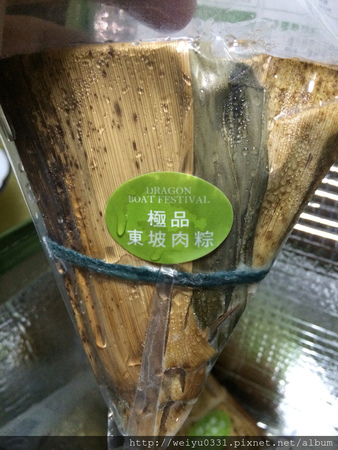 DRAGON
BOAT FESTIVAL
極品
東坡肉粽
http://weiyu0331.pixnet.net/album